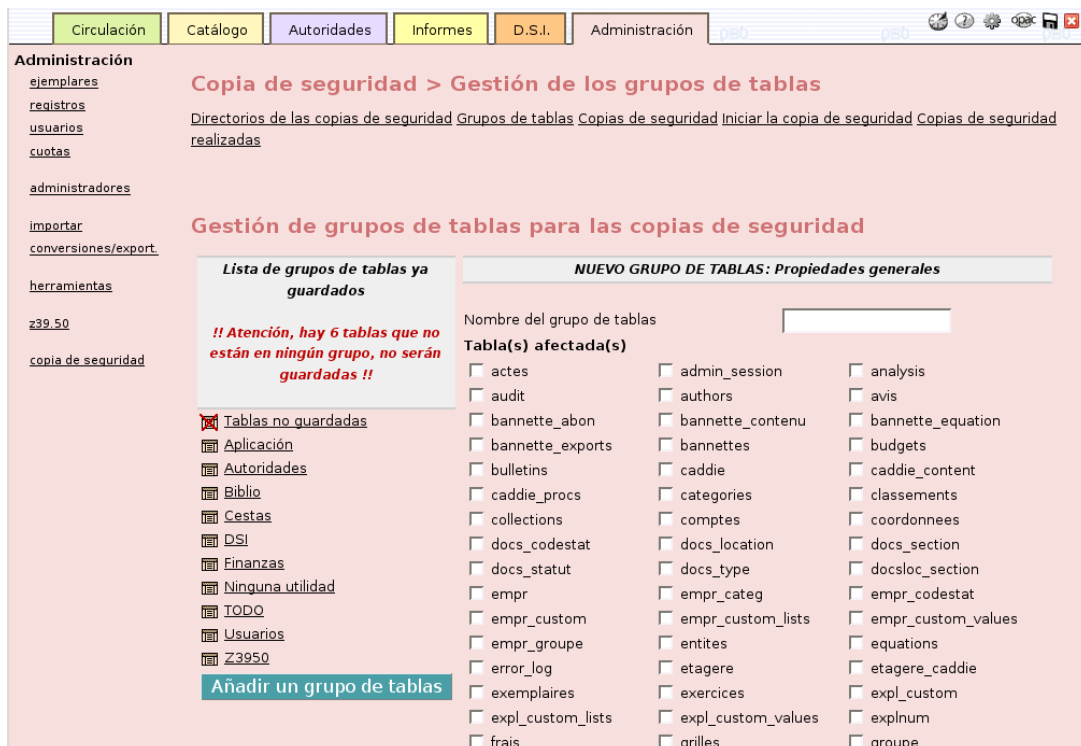 Circulación Catálogo Autoridades Informes D.S.I. Administración pmb pmb pmb opac
Administración
ejemplares
registros
usuarios
cuotas
administradores
importar
conversiones/export.
herramientas
z39.50
copia de seguridad
Copia de seguridad > Gestión de los grupos de tablas
Directorios de las copias de seguridad Grupos de tablas Copias de seguridad Iniciar la copia de seguridad Copias de seguridad
realizadas
Gestión de grupos de tablas para las copias de seguridad
Lista de grupos de tablas ya
guardados
!! Atención, hay 6 tablas que no
están en ningún grupo, no serán
guardadas !!
Tablas no guardadas
Aplicación
Autoridades
Biblio
Cestas
DSI
Finanzas
Ninguna utilidad
TODO
Usuarios
Z3950
Añadir un grupo de tablas
NUEVO GRUPO DE TABLAS: Propiedades generales
Nombre del grupo de tablas
Tabla(s) afectada(s)
actes admin_session analysis
audit authors avis
bannette_abon bannette_contenu bannette_equation
bannette_exports bannettes budgets
bulletins caddie caddie_content
caddie_procs categories classements
collections comptes coordonnees
docs_codestat docs_location docs_section
docs_statut docs_type docsloc_section
empr empr_categ empr_codestat
empr_custom empr_custom_lists empr_custom_values
empr_groupe entites equations
error_log etagere etagere_caddie
exemplaires exercices expl_custom
expl_custom_lists expl_custom_values explnum
frais grilles groupe